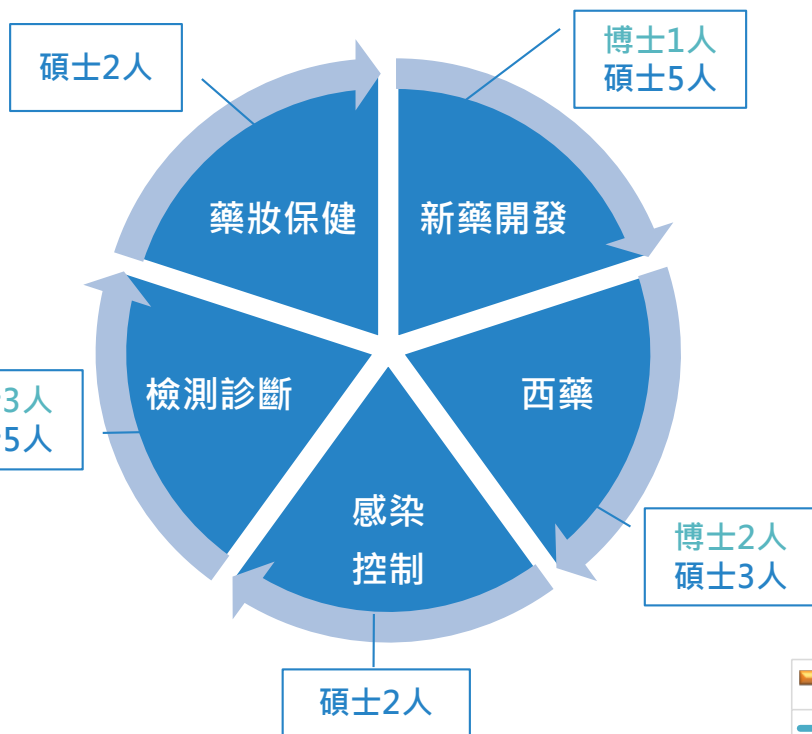 碩士2人
博士1人
碩士5人
藥妝保健
新藥開發
檢測診斷
西藥
3人
5人
感染
控制
博士2人
碩士3人
碩士2人